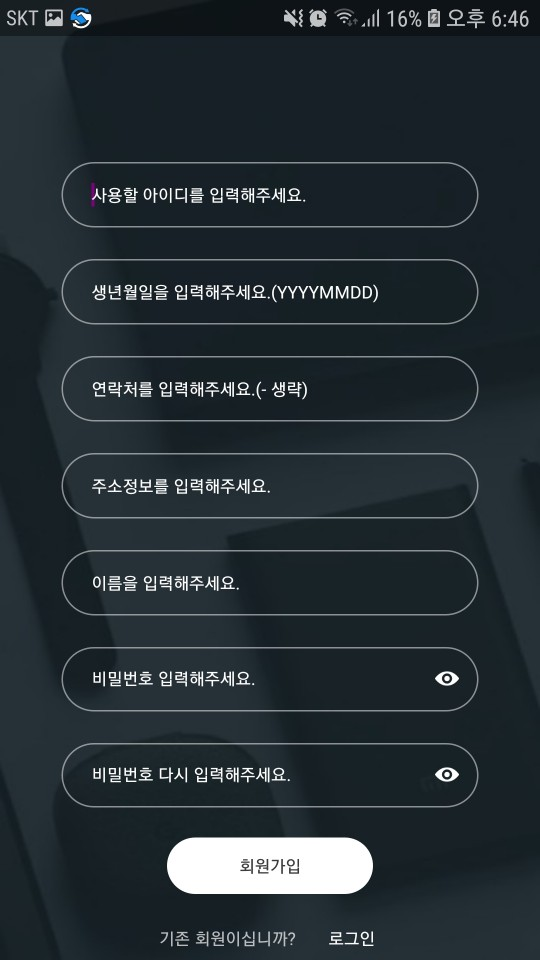 SKT 16% 오후 6:46
사용할 아이디를 입력해주세요.
생년월일을 입력해주세요.(YYYYMMDD)
연락처를 입력해주세요.(- 생략)
주소정보를 입력해주세요.
이름을 입력해주세요.
비밀번호 입력해주세요.
비밀번호 다시 입력해주세요.
회원가입
기존 회원이십니까? 로그인